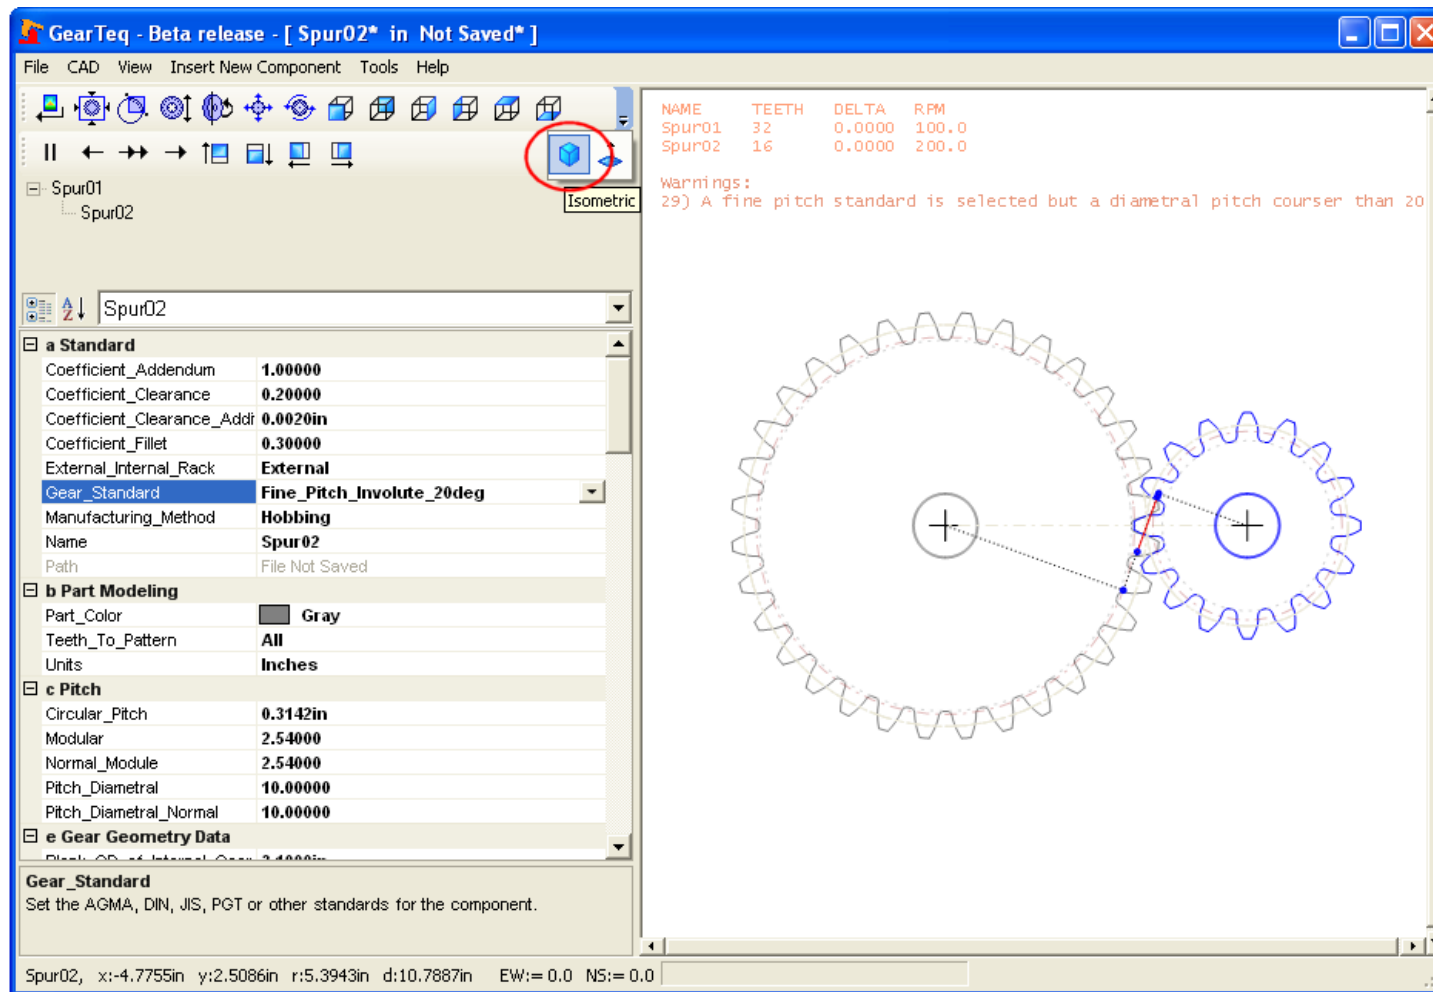 GearTeq - Beta release - [ Spur02* in Not Saved* ]
File CAD View Insert New Component Tools Help
Isometric
Spur01
Spur02
Spur02
a Standard
Coefficient_Addendum 1.00000
Coefficient_Clearance 0.20000
Coefficient_Clearance_Addi 0.0020in
Coefficient_Fillet 0.30000
External_Internal_Rack External
Gear_Standard Fine_Pitch_Involute_20deg
Manufacturing_Method Hobbing
Name Spur02
Path File Not Saved
b Part Modeling
Part_Color Gray
Teeth_To_Pattern All
Units Inches
c Pitch
Circular_Pitch 0.3142in
Modular 2.54000
Normal_Module 2.54000
Pitch_Diametral 10.00000
Pitch_Diametral_Normal 10.00000
e Gear Geometry Data
Gear_Standard
Set the AGMA, DIN, JIS, PGT or other standards for the component.
NAME TEETH DELTA RPM
Spur01 32 0.0000 100.0
Spur02 16 0.0000 200.0
Warnings:
29) A fine pitch standard is selected but a diametral pitch courser than 20
Spur02, x:-4.7755in y:2.5086in r:5.3943in d:10.7887in EW:= 0.0 NS:= 0.0